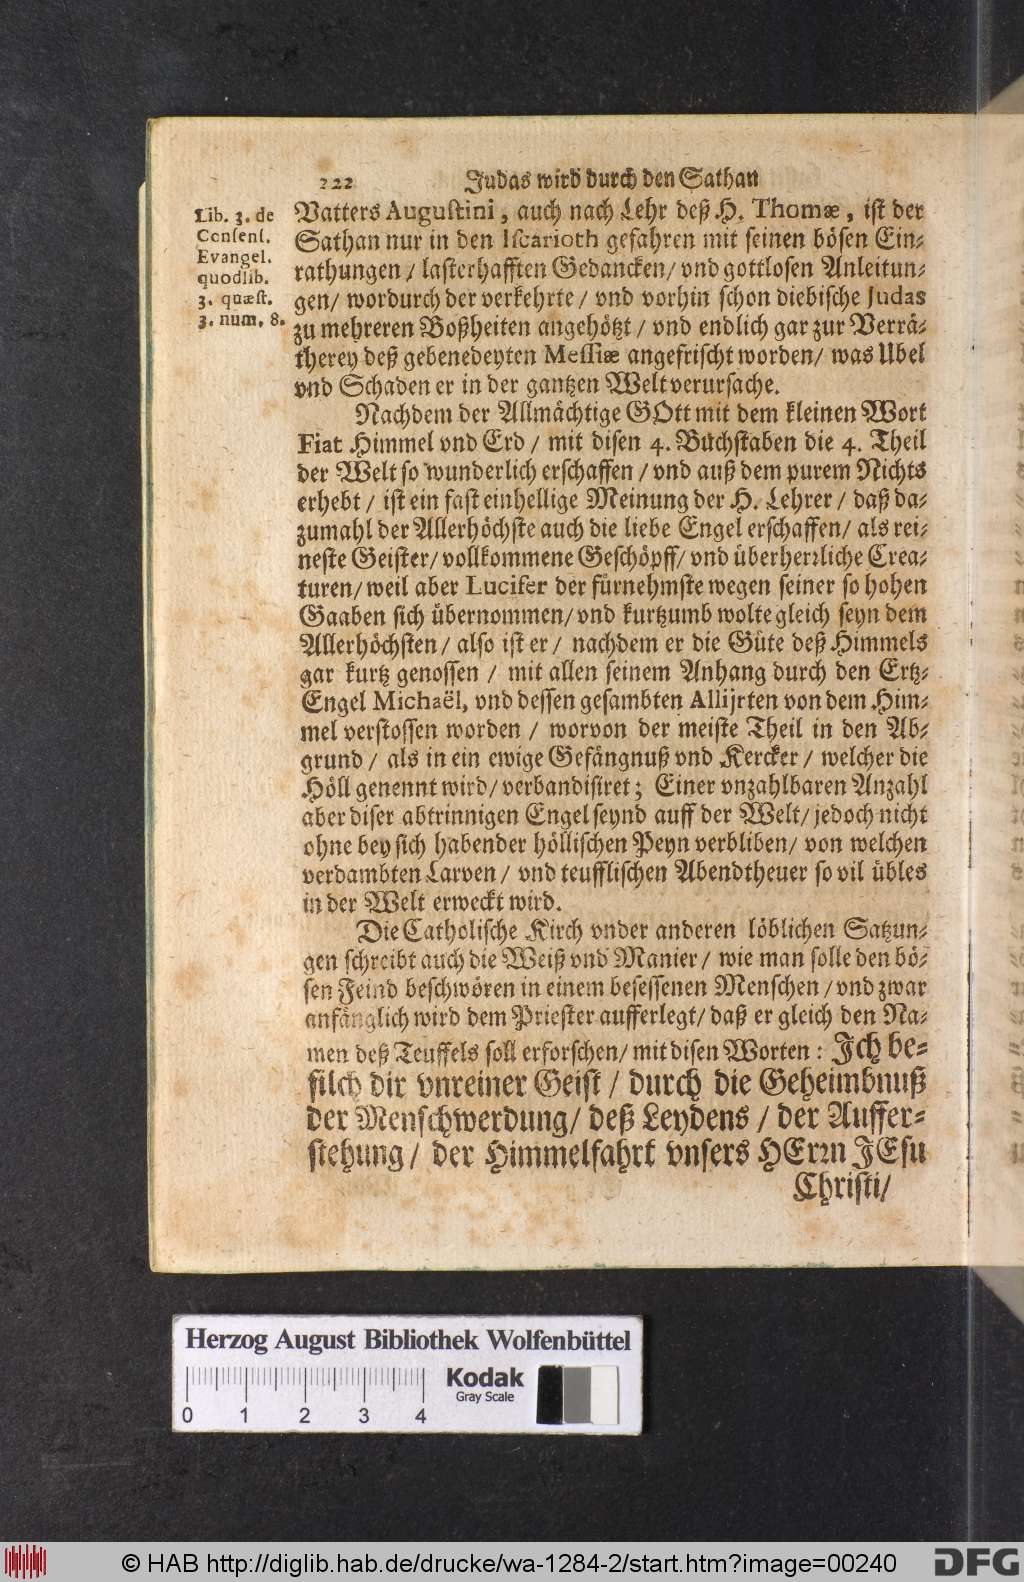 222 Judas wird durch den Sathan
Lib. 3. de
Consens.
Evangel.
quodlib.
3. quæst.
3. num. 8.
Vatters Augustini, auch nach Lehr deß H. Thomæ, ist der
Sathan nur in den Iscarioth gefahren mit seinen bösen Ein-
rathungen / lasterhafften Gedancken / vnd gottlosen Anleitun-
gen / wordurch der verkehrte / vnd vorhin schon diebische Judas
zu mehreren Boßheiten angehötzt / vnd endlich gar zur Verrä-
therey deß gebenedeyten Messiæ angefrischt worden / was Ubel
vnd Schaden er in der gantzen Welt verursache.
Nachdem der Allmächtige GOtt mit dem kleinen Wort
Fiat Himmel vnd Erd / mit disen 4. Buchstaben die 4. Theil
der Welt so wunderlich erschaffen / vnd auß dem purem Nichts
erhebt / ist ein fast einhellige Meinung der H. Lehrer / daß da-
zumahl der Allerhöchste auch die liebe Engel erschaffen / als rei-
neste Geister / vollkommene Geschöpff / vnd überherrliche Crea-
turen / weil aber Lucifer der fürnehmste wegen seiner so hohen
Gaaben sich übernommen / vnd kurtzumb wolte gleich seyn dem
Allerhöchsten / also ist er / nachdem er die Güte deß Himmels
gar kurtz genossen / mit allen seinem Anhang durch den Ertz-
Engel Michaël, vnd dessen gesambten Allijrten von dem Him-
mel verstossen worden / worvon der meiste Theil in den Ab-
grund / als in ein ewige Gefängnuß vnd Kercker / welcher die
Höll genennt wird / verbandisiret; Einer vnzahlbaren Anzahl
aber diser abtrinnigen Engel seynd auff der Welt / jedoch nicht
ohne bey sich habender höllischen Peyn verbliben / von welchen
verdambten Larven / vnd teufflischen Abendtheuer so vil übles
in der Welt erweckt wird.
Die Catholische Kirch vnder anderen löblichen Satzun-
gen schreibt auch die Weiß vnd Manier / wie man solle den bö-
sen Feind beschwören in einem besessenen Menschen / vnd zwar
anfänglich wird dem Priester aufferlegt / daß er gleich den Na-
men deß Teuffels soll erforschen / mit disen Worten: Ich be-
filch dir vnreiner Geist / durch die Geheimbnuß
der Menschwerdung / deß Leydens / der Auffer-
stehung / der Himmelfahrt vnsers HErrn JEsu
Christi /
Herzog August Bibliothek Wolfenbüttel
Kodak
Gray Scale
0 1 2 3 4
© HAB http://diglib.hab.de/drucke/wa-1284-2/start.htm?image=00240
DFG